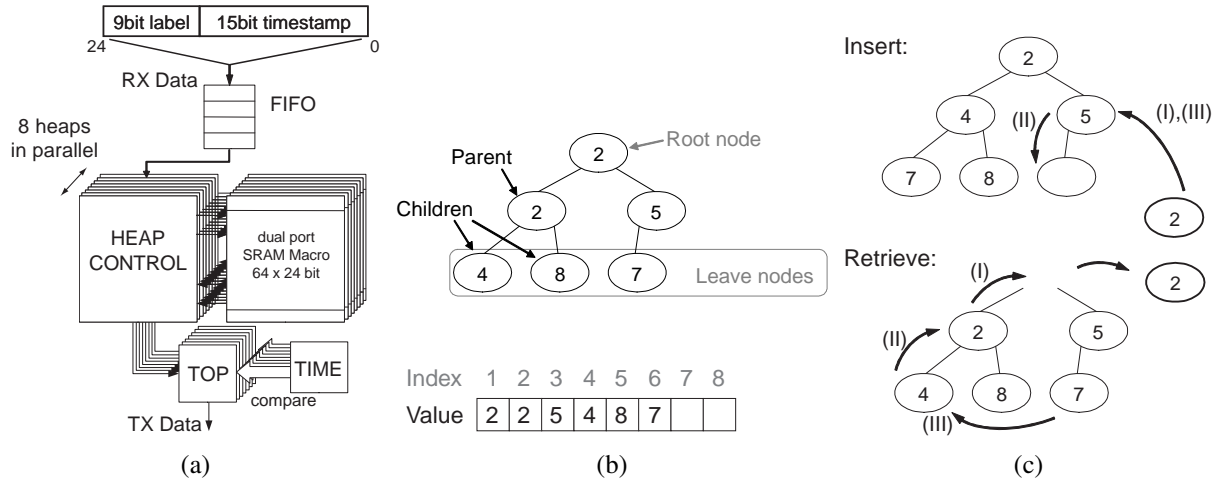 9bit label 15bit timestamp
24 0
RX Data
FIFO
8 heaps
in parallel
HEAP
CONTROL
dual port
SRAM Macro
64 x 24 bit
TOP
TIME
compare
TX Data
(a)
2
Root node
Parent
2 5
Children
4 8 7
Leave nodes
Index 1 2 3 4 5 6 7 8
Value 2 2 5 4 8 7
(b)
Insert:
2
4 (II) 5 (I),(III)
7 8
2
Retrieve:
(I)
2
(II) 2 5
4 8 7
(III)
(c)